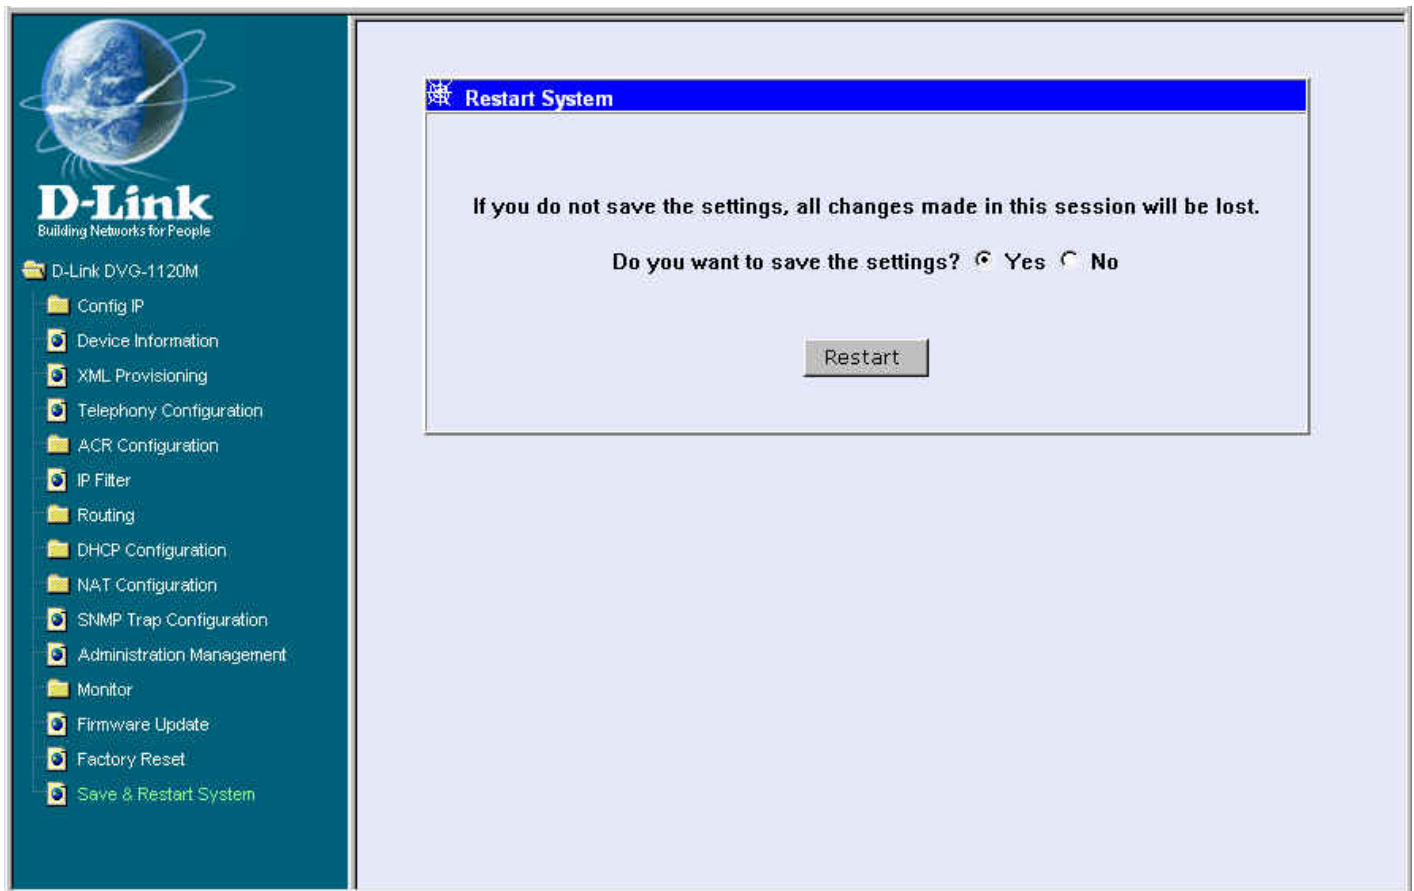 D-Link
Building Networks for People
D-Link DVG-1120M
Config IP
Device Information
XML Provisioning
Telephony Configuration
ACR Configuration
IP Filter
Routing
DHCP Configuration
NAT Configuration
SNMP Trap Configuration
Administration Management
Monitor
Firmware Update
Factory Reset
Save & Restart System
Restart System
If you do not save the settings, all changes made in this session will be lost.
Do you want to save the settings? Yes No
Restart